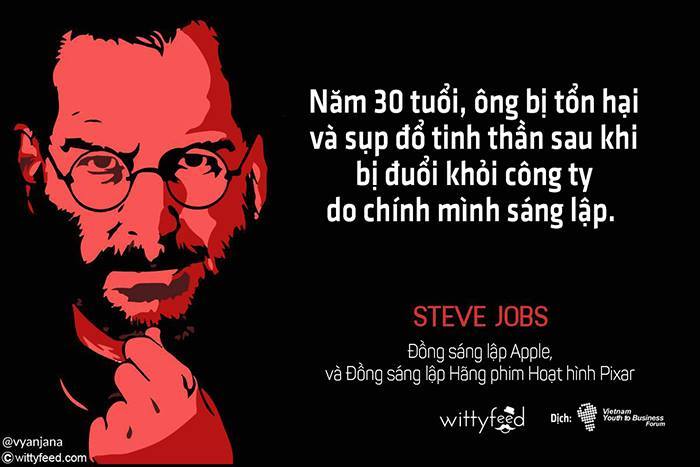 Năm 30 tuổi, ông bị tổn hại
và sụp đổ tinh thần sau khi
bị đuổi khỏi công ty
do chính mình sáng lập.
STEVE JOBS
Đồng sáng lập Apple,
và Đồng sáng lập Hãng phim Hoạt hình Pixar
wittyfeed
Dịch:
Vietnam
Youth to Business
Forum
@vyanjana
©wittyfeed.com